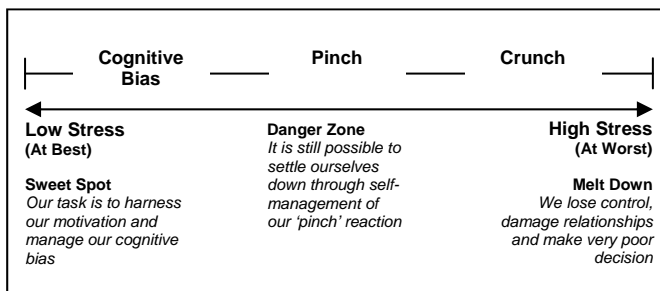 Cognitive
Bias
Pinch
Crunch
Low Stress
(At Best)
Sweet Spot
Our task is to harness
our motivation and
manage our cognitive
bias
Danger Zone
It is still possible to
settle ourselves
down through self-
management of
our ‘pinch’ reaction
High Stress
(At Worst)
Melt Down
We lose control,
damage relationships
and make very poor
decision